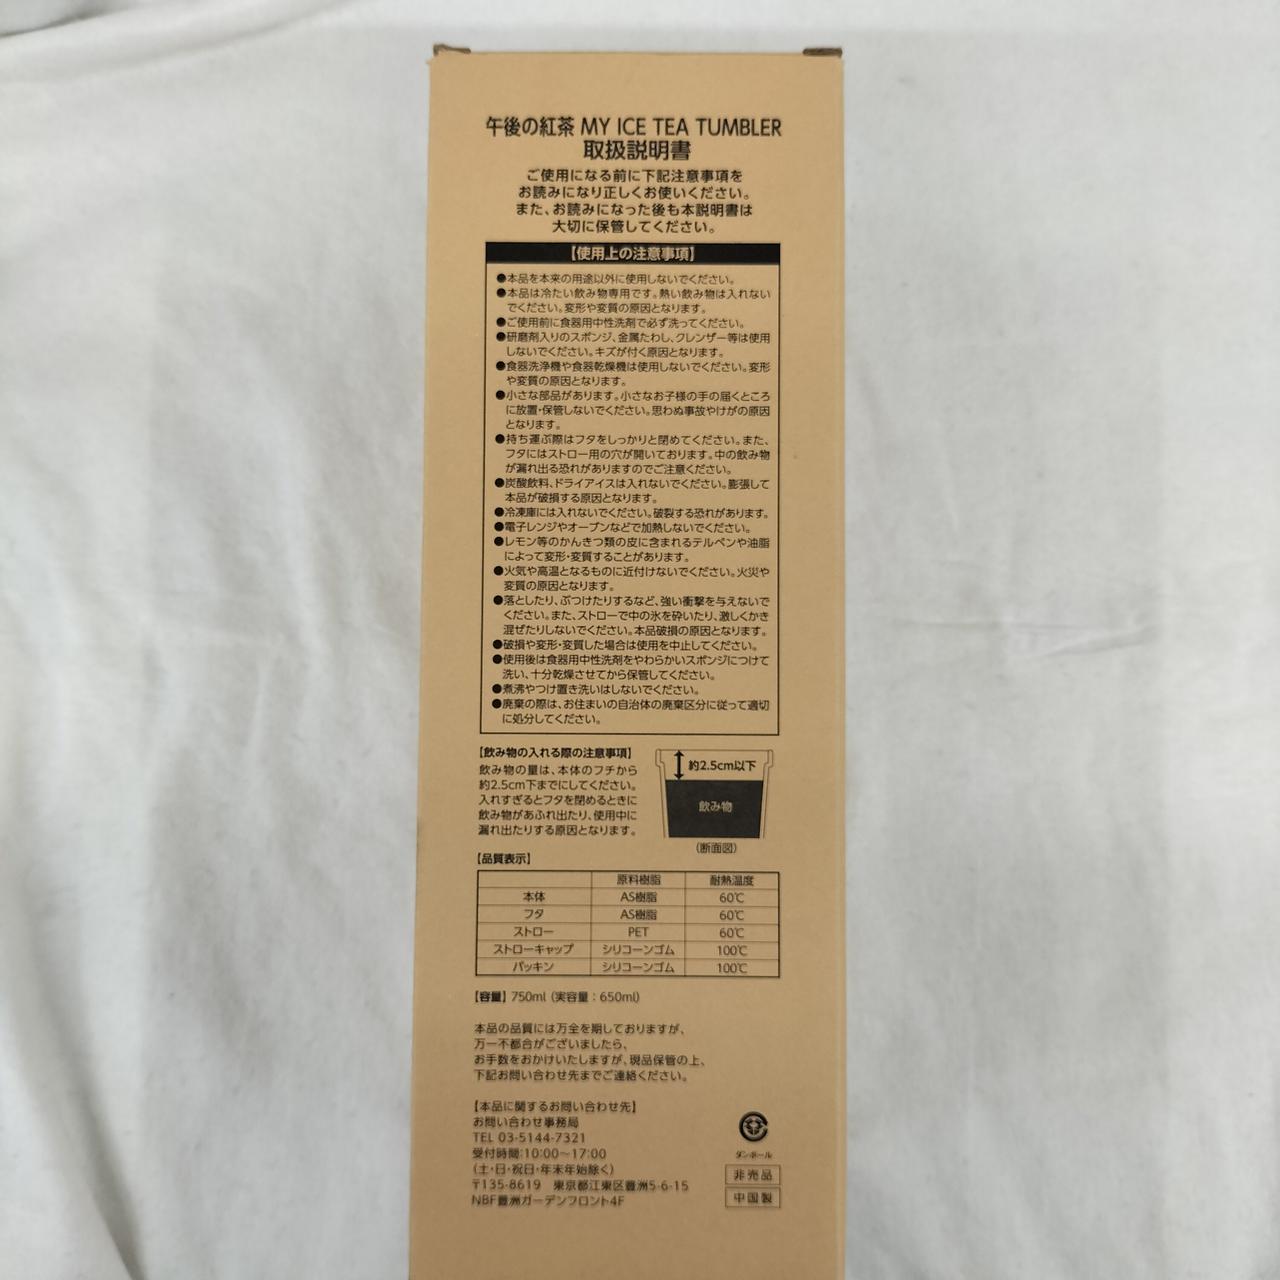 午後の紅茶 MY ICE TEA TUMBLER
取扱説明書
ご使用になる前に下記注意事項を
お読みになり正しくお使いください。
また、お読みになった後も本説明書は
大切に保管してください。
【使用上の注意事項】
●本品を本来の用途以外に使用しないでください。
●本品は冷たい飲み物専用です。熱い飲み物は入れない
でください。変形や変質の原因となります。
●ご使用前に食器用中性洗剤で必ず洗ってください。
●研磨剤入りのスポンジ、金属たわし、クレンザー等は使用
しないでください。キズが付く原因となります。
●食器洗浄機や食器乾燥機は使用しないでください。変形
や変質の原因となります。
●小さな部品があります。小さなお子様の手の届くところ
に放置・保管しないでください。思わぬ事故やけがの原因
となります。
●持ち運ぶ際はフタをしっかりと閉めてください。また、
フタにはストロー用の穴が開いております。中の飲み物
が漏れ出る恐れがありますのでご注意ください。
●炭酸飲料、ドライアイスは入れないでください。膨張して
本品が破損する原因となります。
●冷凍庫には入れないでください。破裂する恐れがあります。
●電子レンジやオーブンなどで加熱しないでください。
●レモン等のかんきつ類の皮に含まれるテルペンや油脂
によって変形・変質することがあります。
●火気や高温となるものに近付けないでください。火災や
変質の原因となります。
●落としたり、ぶつけたりするなど、強い衝撃を与えないで
ください。また、ストローで中の氷を砕いたり、激しくかき
混ぜたりしないでください。本品破損の原因となります。
●破損や変形・変質した場合は使用を中止してください。
●使用後は食器用中性洗剤をやわらかいスポンジにつけて
洗い、十分乾燥させてから保管してください。
●煮沸やつけ置き洗いはしないでください。
●廃棄の際は、お住まいの自治体の廃棄区分に従って適切
に処分してください。
【飲み物の入れる際の注意事項】
飲み物の量は、本体のフチから
約2.5cm下までにしてください。
入れすぎるとフタを閉めるときに
飲み物があふれ出たり、使用中に
漏れ出たりする原因となります。
約2.5cm以下
飲み物
(断面図)
【品質表示】
原料樹脂 耐熱温度
本体 AS樹脂 60℃
フタ AS樹脂 60℃
ストロー PET 60℃
ストローキャップ シリコーンゴム 100℃
パッキン シリコーンゴム 100℃
【容量】750ml (実容量：650ml)
本品の品質には万全を期しておりますが、
万一不都合がございましたら、
お手数をおかけいたしますが、現品保管の上、
下記お問い合わせ先までご連絡ください。
【本品に関するお問い合わせ先】
お問い合わせ事務局
TEL 03-5144-7321
受付時間:10:00〜17:00
(土・日・祝日・年末年始除く)
〒135-8619 東京都江東区豊洲5-6-15
NBF豊洲ガーデンフロント4F
ダンボール
非売品
中国製